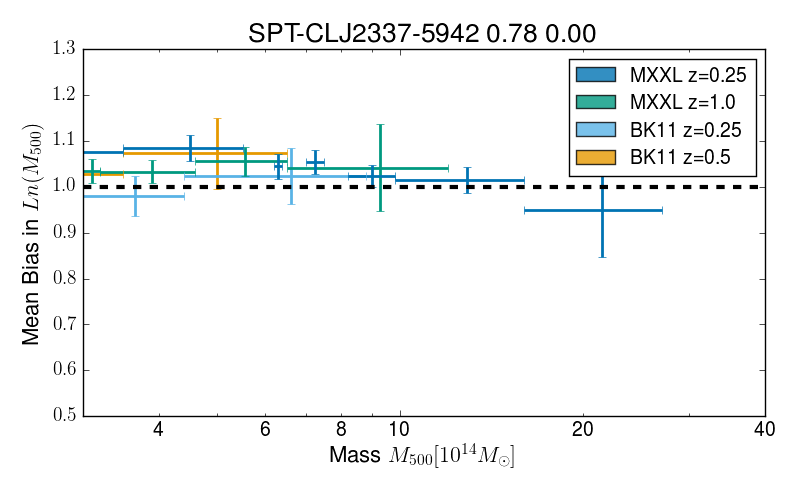 SPT-CLJ2337-5942 0.78 0.00
1.3
1.2
1.1
1.0
0.9
0.8
0.7
0.6
0.5
Mean Bias in Ln(M500)
MXXL z=0.25
MXXL z=1.0
BK11 z=0.25
BK11 z=0.5
4 6 8 10 20 40
Mass M500[10^14 M⊙]